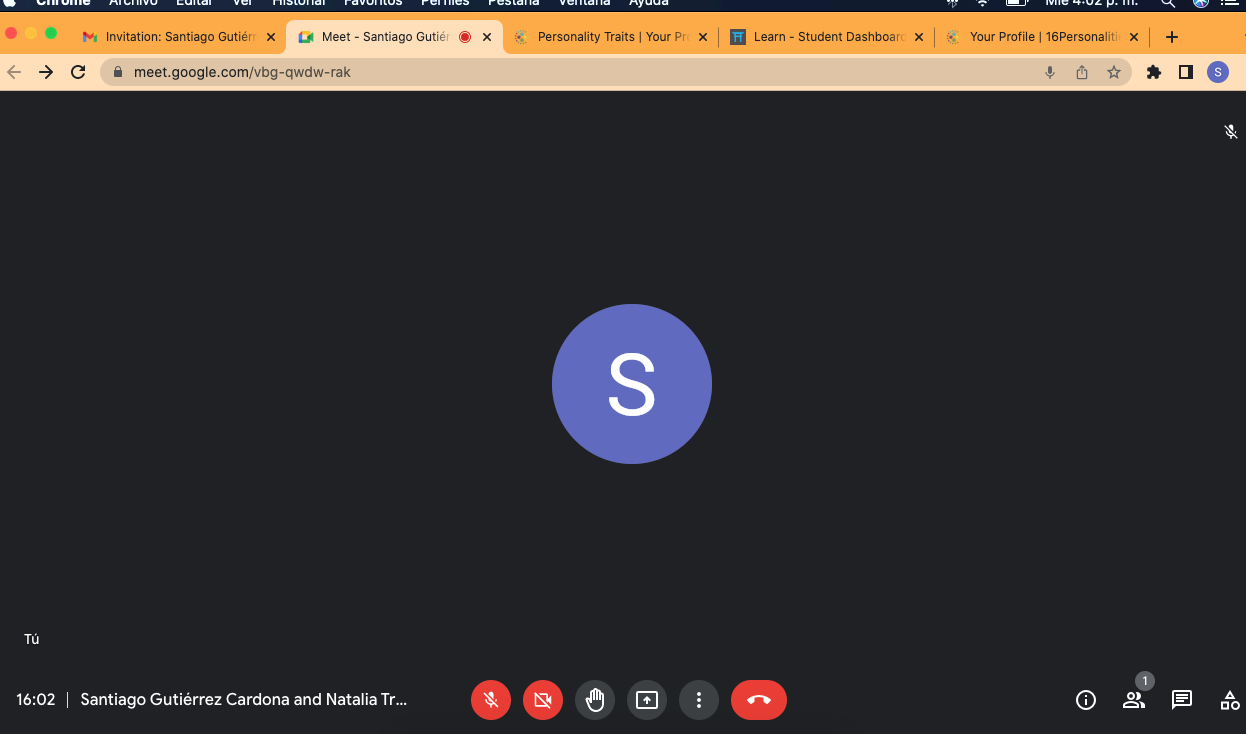 Chrome Archivo Editar Ver Historial Favoritos Perfiles Pestaña Ventana Ayuda Mié 4:02 p. m.
Invitation: Santiago Gutiérr Meet - Santiago Gutiér Personality Traits | Your Pr Learn - Student Dashboard Your Profile | 16Personaliti
meet.google.com/vbg-qwdw-rak S
S
Tú
1
16:02 | Santiago Gutiérrez Cardona and Natalia Tr...